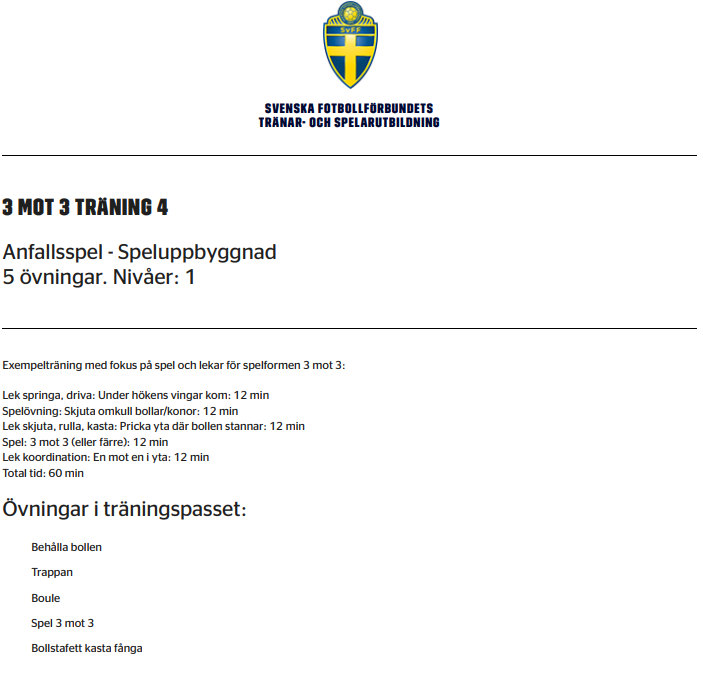 SvFF
SVENSKA FOTBOLLFÖRBUNDETS
TRÄNAR- OCH SPELARUTBILDNING
3 MOT 3 TRÄNING 4
Anfallsspel - Speluppbyggnad
5 övningar. Nivåer: 1
Exempelträning med fokus på spel och lekar för spelformen 3 mot 3:
Lek springa, driva: Under hökens vingar kom: 12 min
Spelövning: Skjuta omkull bollar/konor: 12 min
Lek skjuta, rulla, kasta: Pricka yta där bollen stannar: 12 min
Spel: 3 mot 3 (eller färre): 12 min
Lek koordination: En mot en i yta: 12 min
Total tid: 60 min
Övningar i träningspasset:
Behålla bollen
Trappan
Boule
Spel 3 mot 3
Bollstafett kasta fånga